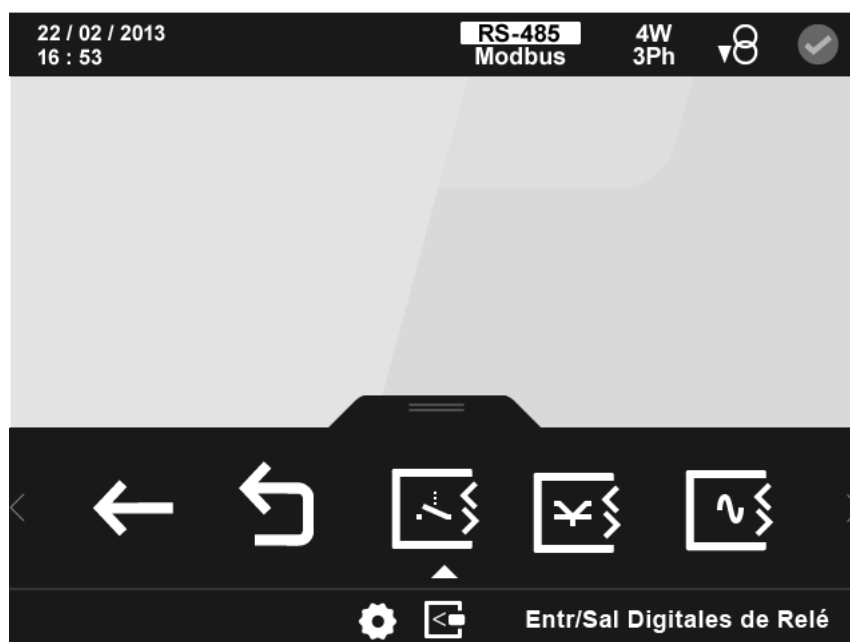 22 / 02 / 2013
16 : 53
RS-485
Modbus
4W
3Ph
Entr/Sal Digitales de Relé